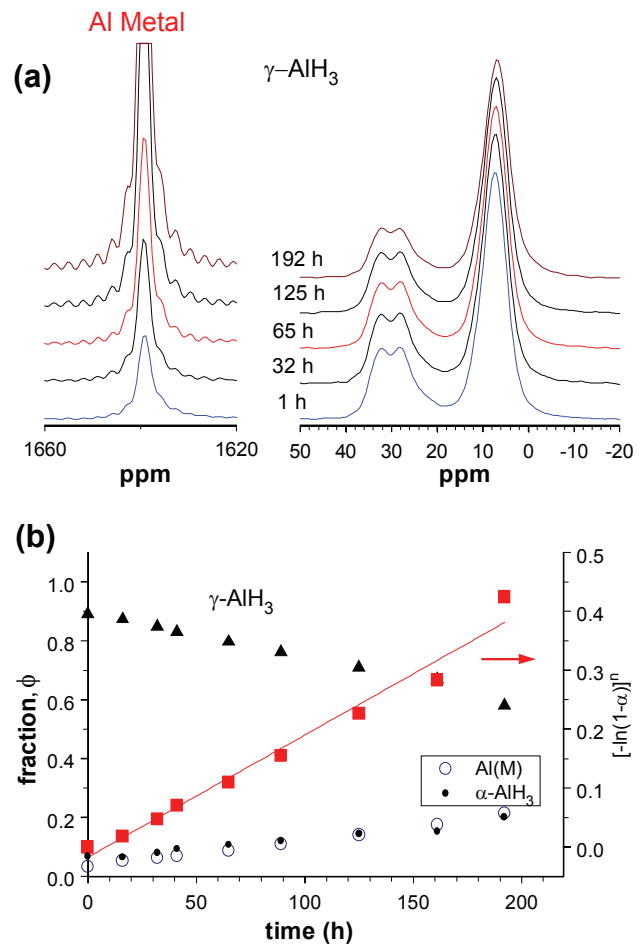 Al Metal
(a)
γ–AlH3
192 h
125 h
65 h
32 h
1 h
1660
1620
50
40
30
20
10
0
-10
-20
ppm
ppm
(b)
γ-AlH3
1.0
0.8
0.6
0.4
0.2
0.0
fraction, ϕ
0.5
0.4
0.3
0.2
0.1
0.0
[-ln(1-α)]n
Al(M)
α-AlH3
0
50
100
150
200
time (h)